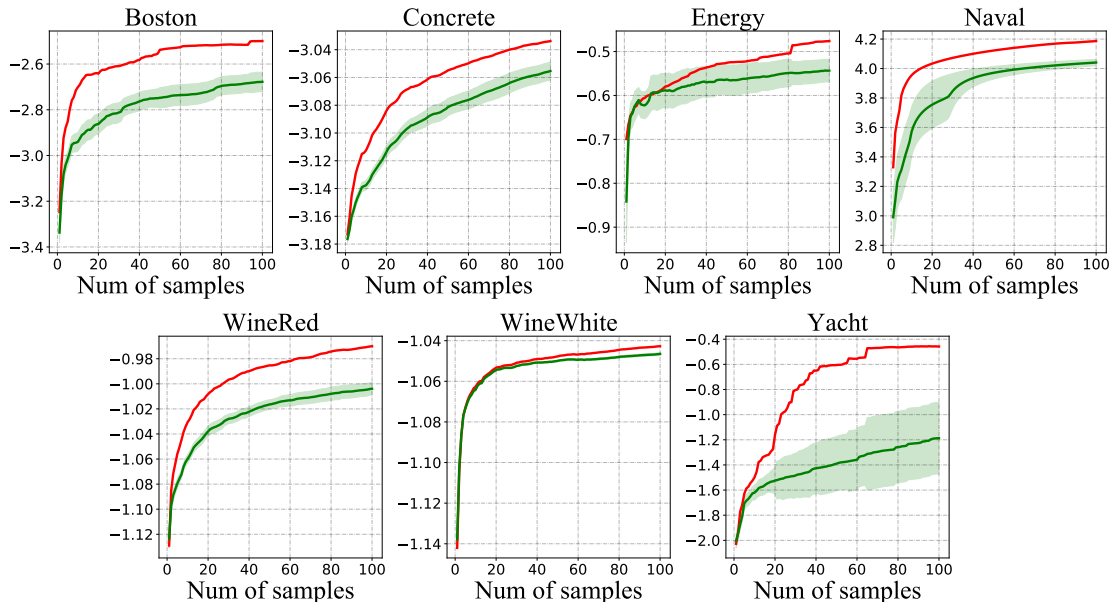 Boston
−2.6
−2.8
−3.0
−3.2
−3.4
0 20 40 60 80 100
Num of samples
Concrete
−3.04
−3.06
−3.08
−3.10
−3.12
−3.14
−3.16
−3.18
0 20 40 60 80 100
Num of samples
Energy
−0.5
−0.6
−0.7
−0.8
−0.9
0 20 40 60 80 100
Num of samples
Naval
4.2
4.0
3.8
3.6
3.4
3.2
3.0
2.8
0 20 40 60 80 100
Num of samples
WineRed
−0.98
−1.00
−1.02
−1.04
−1.06
−1.08
−1.10
−1.12
0 20 40 60 80 100
Num of samples
WineWhite
−1.04
−1.06
−1.08
−1.10
−1.12
−1.14
0 20 40 60 80 100
Num of samples
Yacht
−0.4
−0.6
−0.8
−1.0
−1.2
−1.4
−1.6
−1.8
−2.0
0 20 40 60 80 100
Num of samples